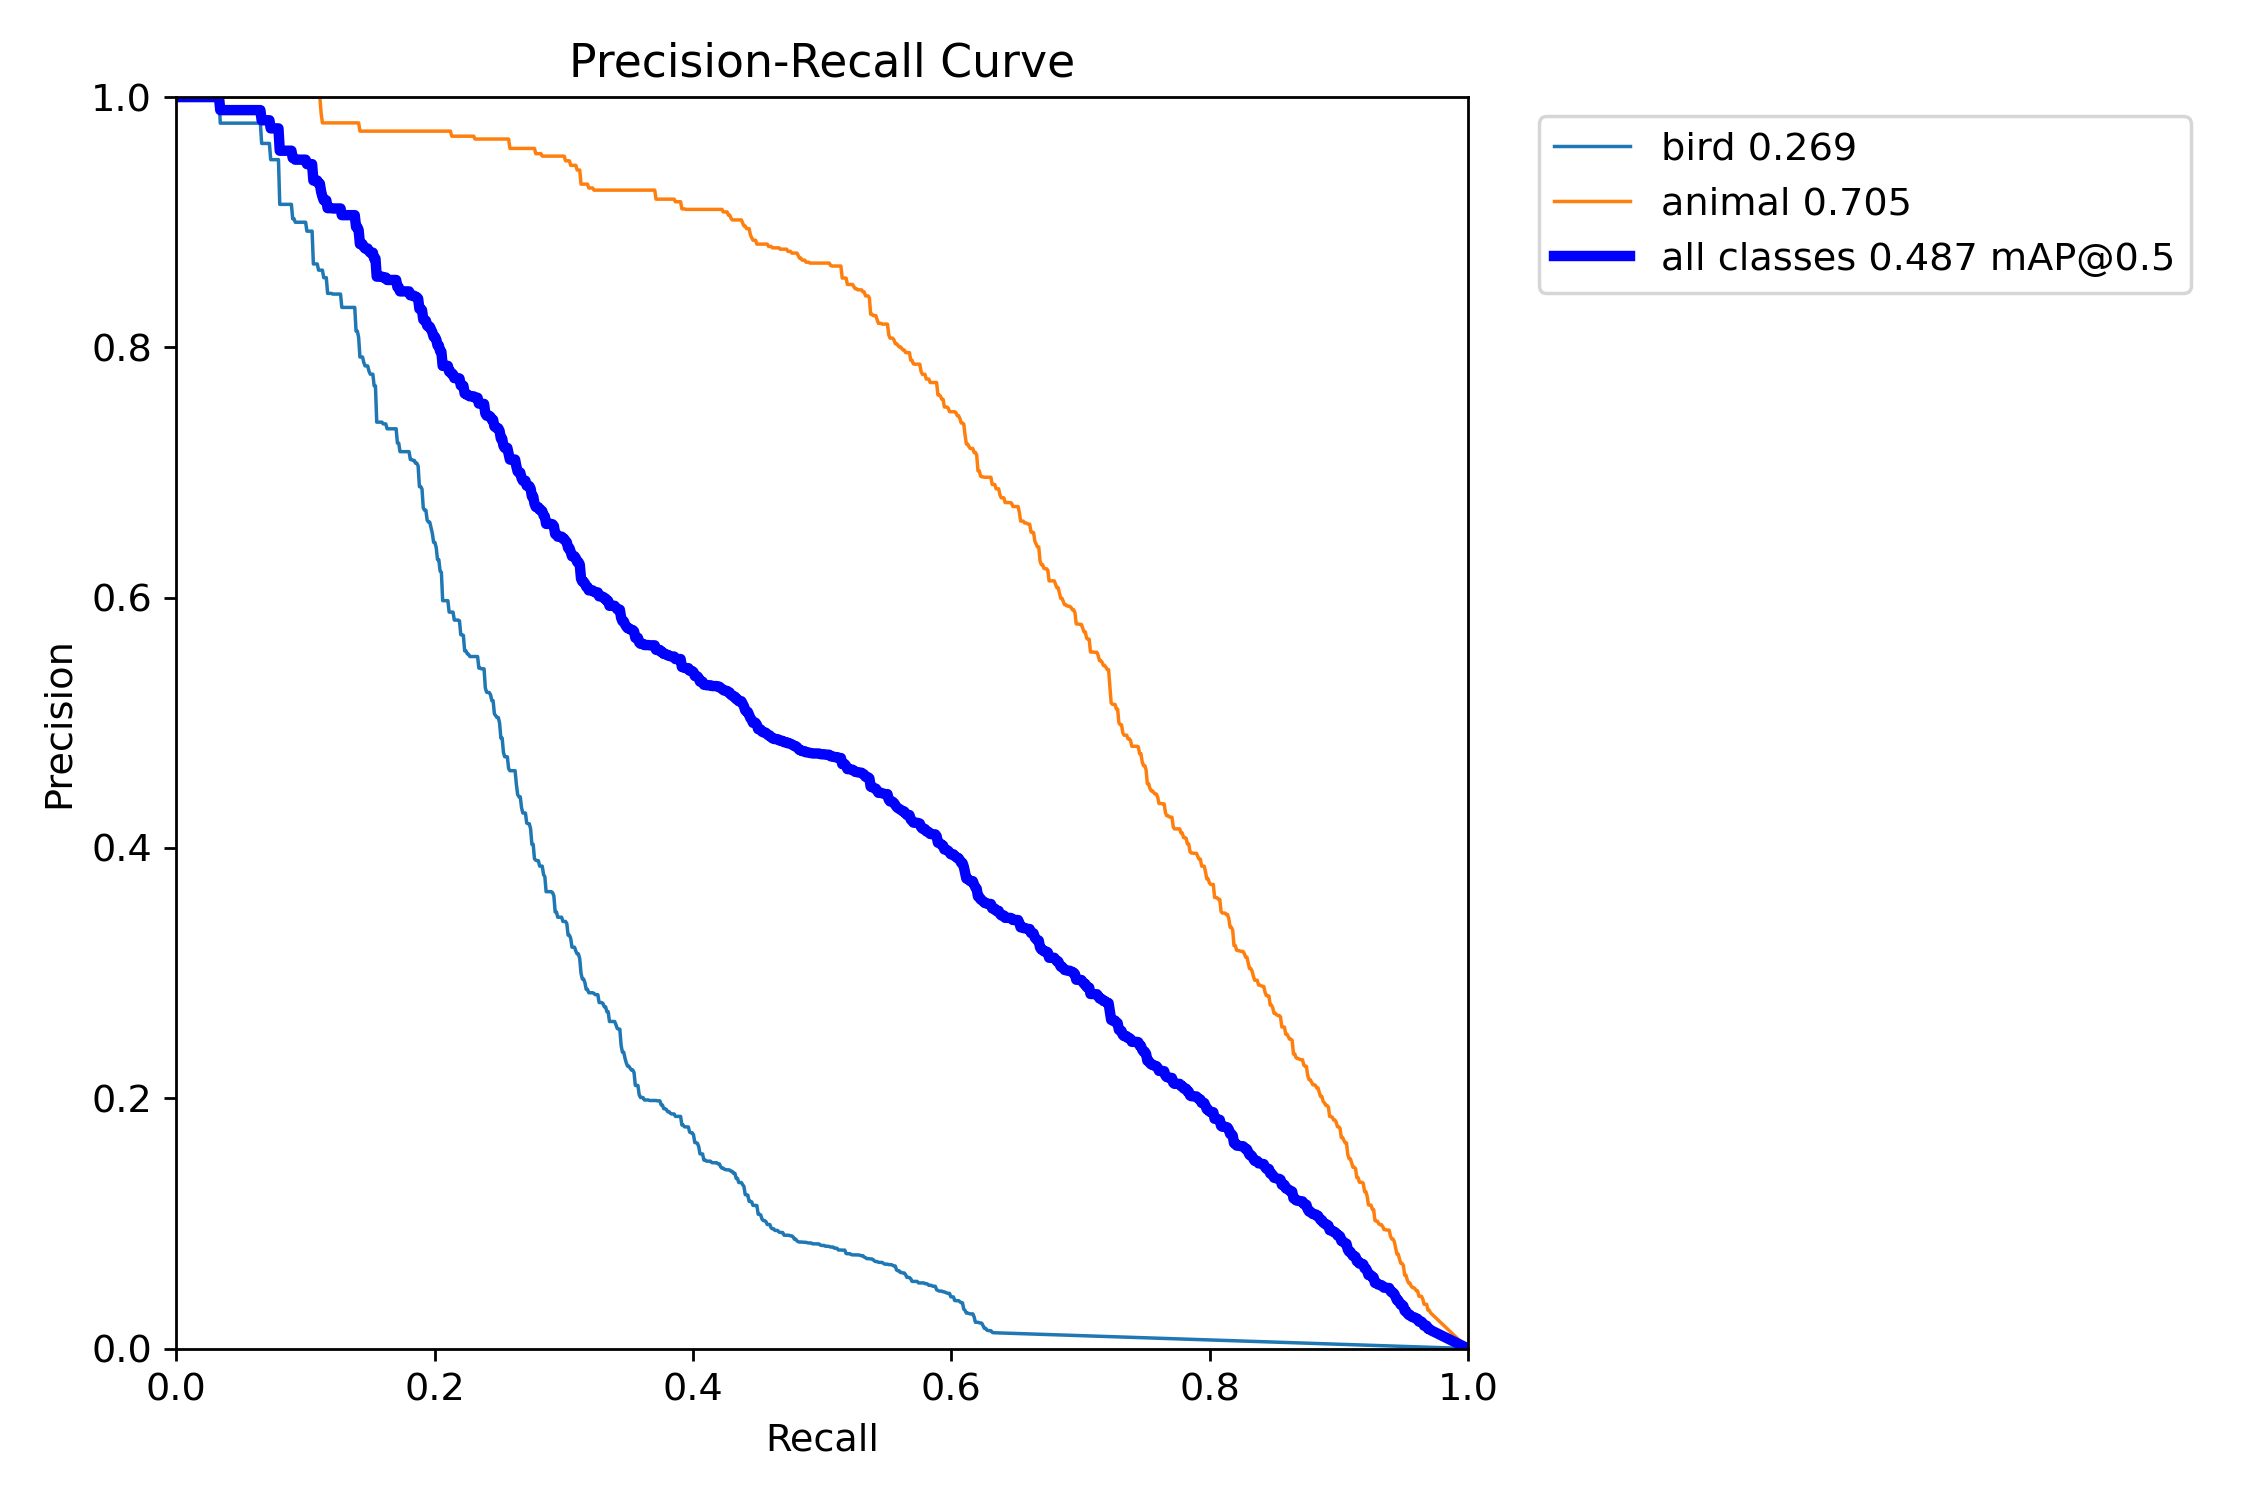 Precision-Recall Curve
bird 0.269
animal 0.705
all classes 0.487 mAP@0.5
Precision
1.0
0.8
0.6
0.4
0.2
0.0
0.0 0.2 0.4 0.6 0.8 1.0
Recall